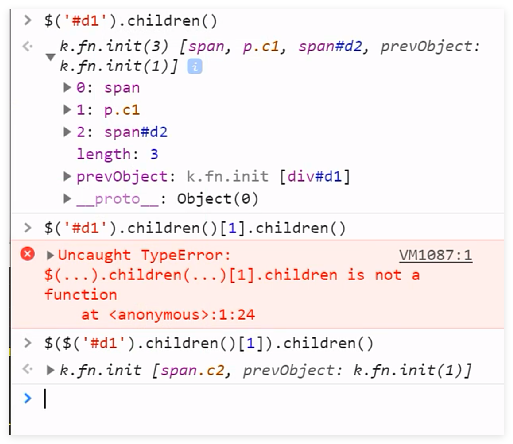 > $('#d1').children()
k.fn.init(3) [span, p.c1, span#d2, prevObject:
k.fn.init(1)] i
0: span
1: p.c1
2: span#d2
length: 3
prevObject: k.fn.init [div#d1]
__proto__: Object(0)
> $('#d1').children()[1].children()
Uncaught TypeError: VM1087:1
$(...).children(...)[1].children is not a
function
at <anonymous>:1:24
> $($('#d1').children()[1]).children()
k.fn.init [span.c2, prevObject: k.fn.init(1)]
>